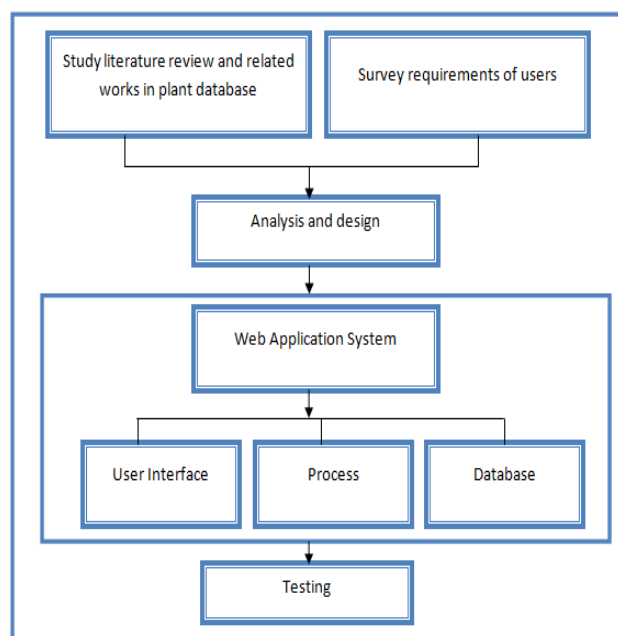 Study literature review and related
works in plant database
Survey requirements of users
Analysis and design
Web Application System
User Interface
Process
Database
Testing